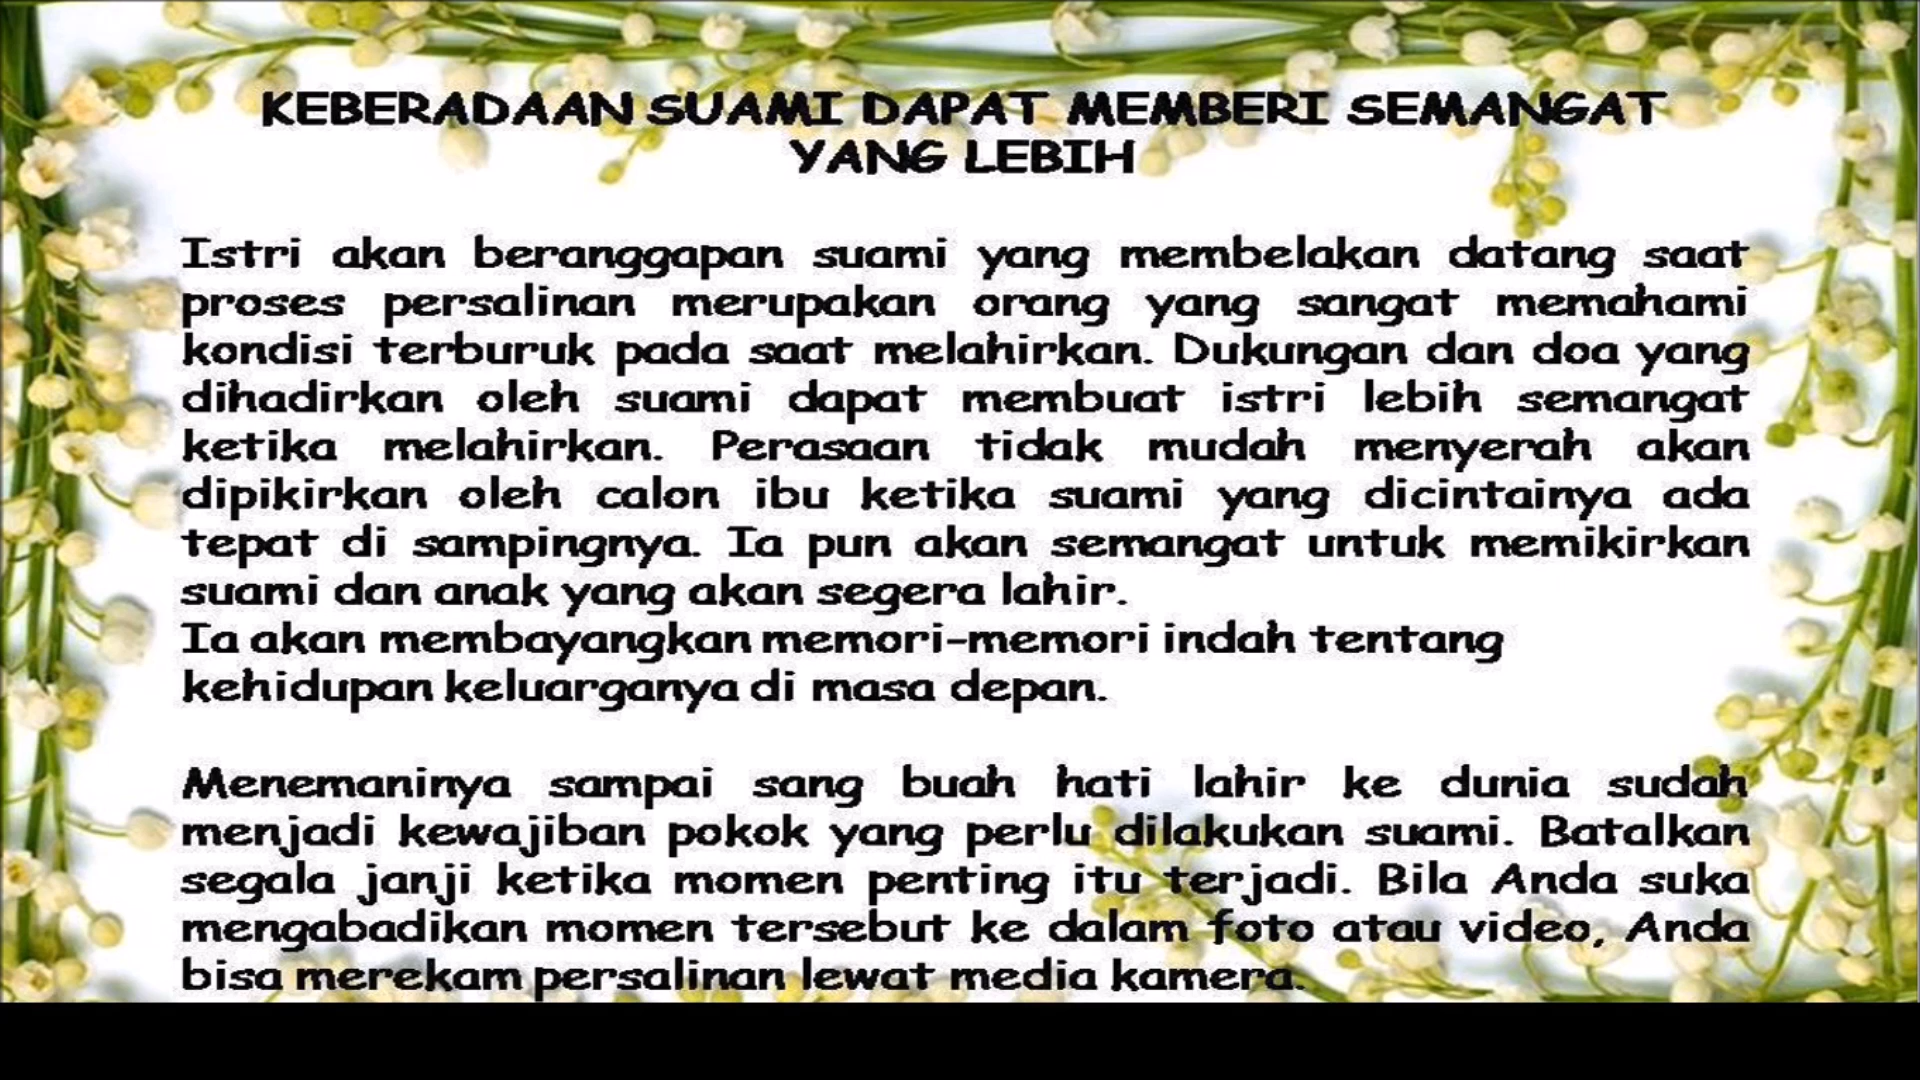 KEBERADAAN SUAMI DAPAT MEMBERI SEMANGAT
YANG LEBIH
Istri akan beranggapan suami yang membelakan datang saat
proses persalinan merupakan orang yang sangat memahami
kondisi terburuk pada saat melahirkan. Dukungan dan doa yang
dihadirkan oleh suami dapat membuat istri lebih semangat
ketika melahirkan. Perasaan tidak mudah menyerah akan
dipikirkan oleh calon ibu ketika suami yang dicintainya ada
tepat di sampingnya. Ia pun akan semangat untuk memikirkan
suami dan anak yang akan segera lahir.
Ia akan membayangkan memori-memori indah tentang
kehidupan keluarganya di masa depan.
Menemaninya sampai sang buah hati lahir ke dunia sudah
menjadi kewajiban pokok yang perlu dilakukan suami. Batalkan
segala janji ketika momen penting itu terjadi. Bila Anda suka
mengabadikan momen tersebut ke dalam foto atau video, Anda
bisa merekam persalinan lewat media kamera.